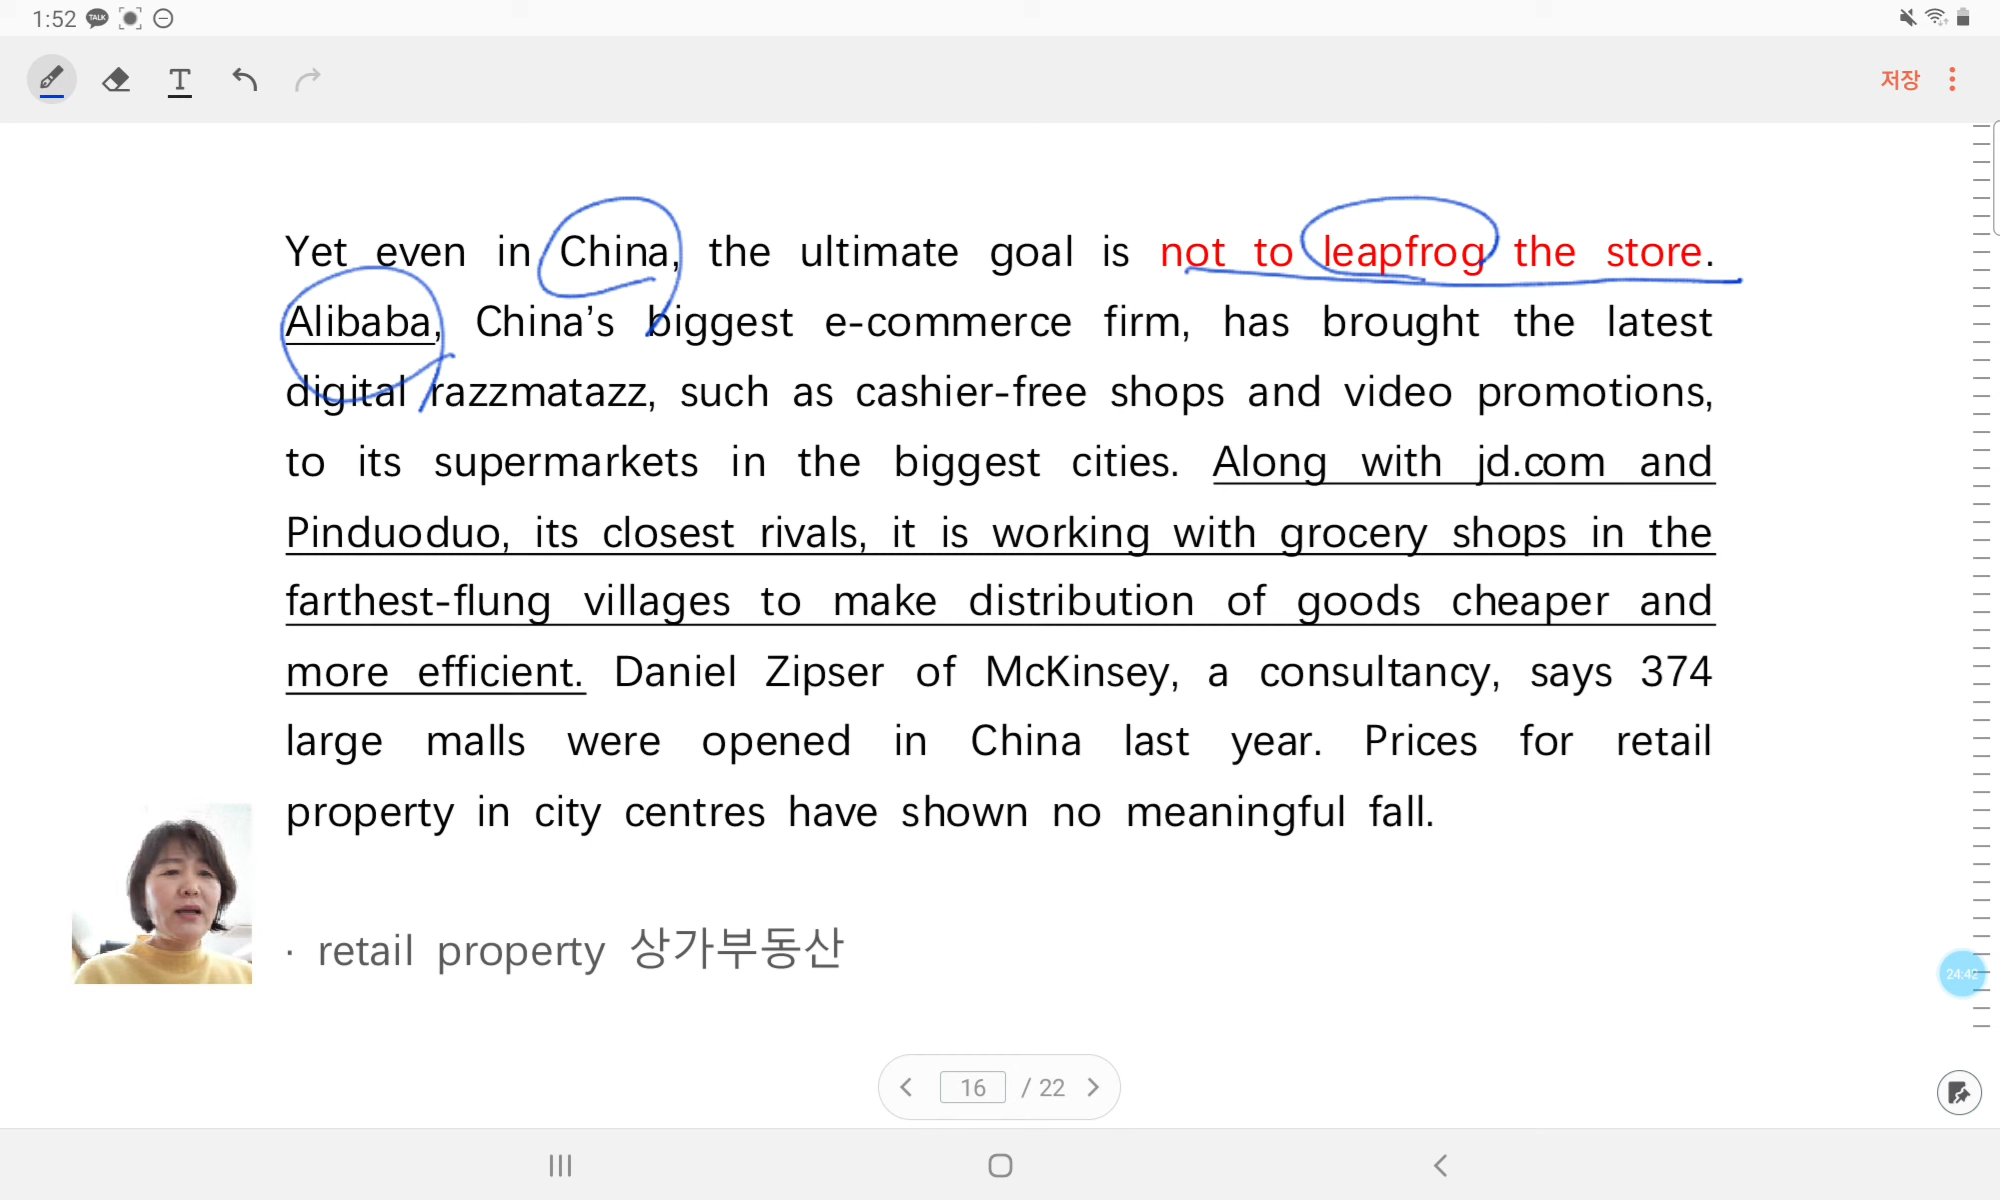 1:52 TALK
저장
Yet even in China, the ultimate goal is not to leapfrog the store.
Alibaba, China's biggest e-commerce firm, has brought the latest
digital razzmatazz, such as cashier-free shops and video promotions,
to its supermarkets in the biggest cities. Along with jd.com and
Pinduoduo, its closest rivals, it is working with grocery shops in the
farthest-flung villages to make distribution of goods cheaper and
more efficient. Daniel Zipser of McKinsey, a consultancy, says 374
large malls were opened in China last year. Prices for retail
property in city centres have shown no meaningful fall.
· retail property 상가부동산
24:42
16 / 22